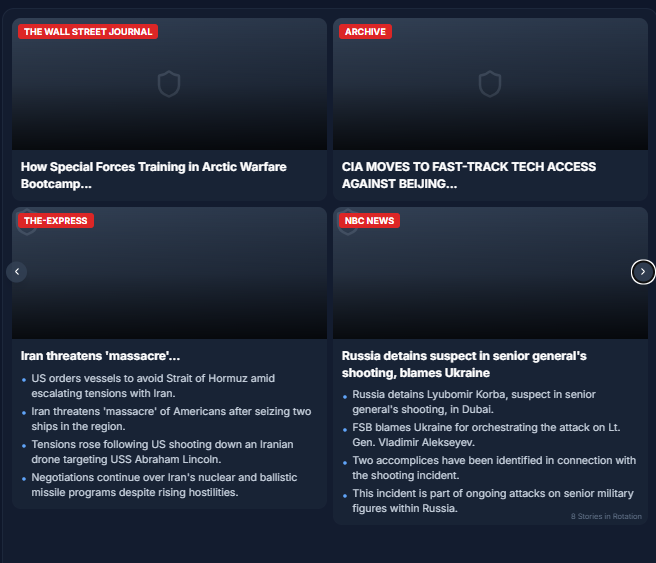 THE WALL STREET JOURNAL
How Special Forces Training in Arctic Warfare
Bootcamp...
ARCHIVE
CIA MOVES TO FAST-TRACK TECH ACCESS
AGAINST BEIJING...
THE-EXPRESS
Iran threatens 'massacre'...
• US orders vessels to avoid Strait of Hormuz amid
escalating tensions with Iran.
• Iran threatens 'massacre' of Americans after seizing two
ships in the region.
• Tensions rose following US shooting down an Iranian
drone targeting USS Abraham Lincoln.
• Negotiations continue over Iran's nuclear and ballistic
missile programs despite rising hostilities.
NBC NEWS
Russia detains suspect in senior general's
shooting, blames Ukraine
• Russia detains Lyubomir Korba, suspect in senior
general's shooting, in Dubai.
• FSB blames Ukraine for orchestrating the attack on Lt.
Gen. Vladimir Alekseyev.
• Two accomplices have been identified in connection with
the shooting incident.
• This incident is part of ongoing attacks on senior military
figures within Russia.
8 Stories in Rotation